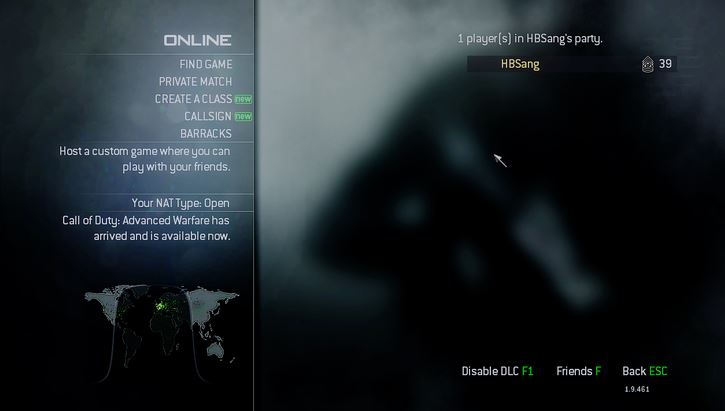 ONLINE
FIND GAME
PRIVATE MATCH
CREATE A CLASS new
CALLSIGN new
BARRACKS
Host a custom game where you can
play with your friends.
Your NAT Type: Open
Call of Duty: Advanced Warfare has
arrived and is available now.
1 player(s) in HBSang's party.
HBSang 39
Disable DLC F1 Friends F Back ESC
1.9.461